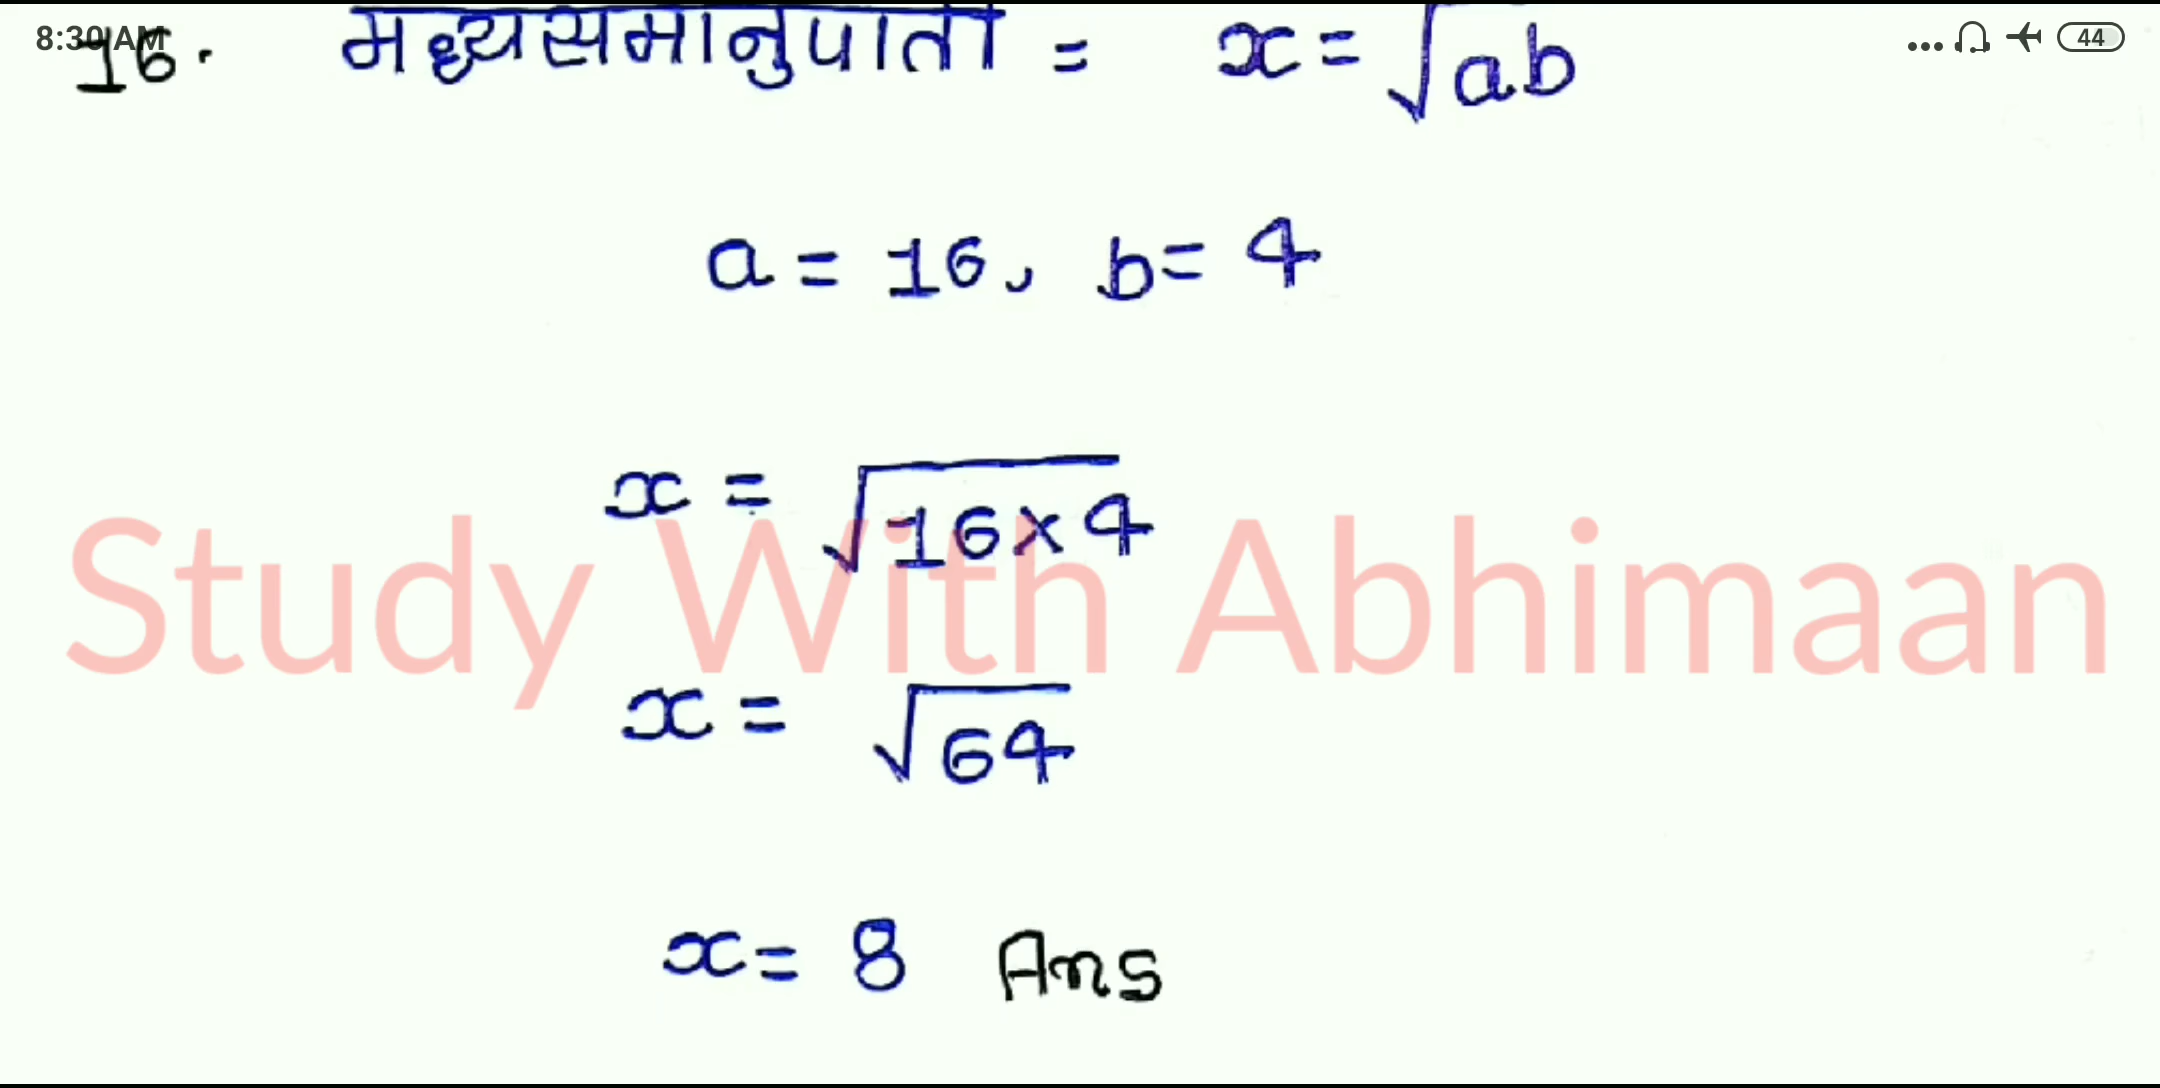 8:30 AM
44
16. मध्यसमानुपाती = x = √ab
a = 16, b = 4
x = √16×4
Study With Abhimaan
x = √64
x = 8 Ans